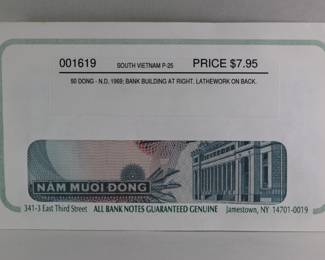 001619 SOUTH VIETNAM P-25 PRICE $7.95
50 DONG - N.D. 1969; BANK BUILDING AT RIGHT. LATHEWORK ON BACK.
NĂM MƯƠI ĐỒNG
341-3 East Third Street ALL BANK NOTES GUARANTEED GENUINE Jamestown, NY 14701-0019